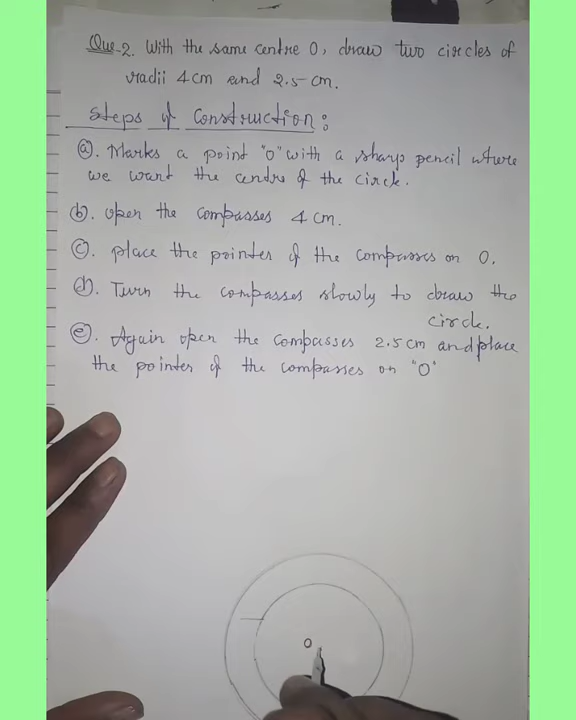 Que-2. With the same centre O, draw two circles of
radii 4cm and 2.5 cm.
Steps of Construction:
(a). Marks a point "O" with a sharp pencil where
we want the centre of the circle.
(b). Open the compasses 4 cm.
(c). place the pointer of the compasses on O.
(d). Turn the compasses slowly to draw the
circle.
(e). Again open the compasses 2.5 cm and place
the pointer of the compasses on "O"
O